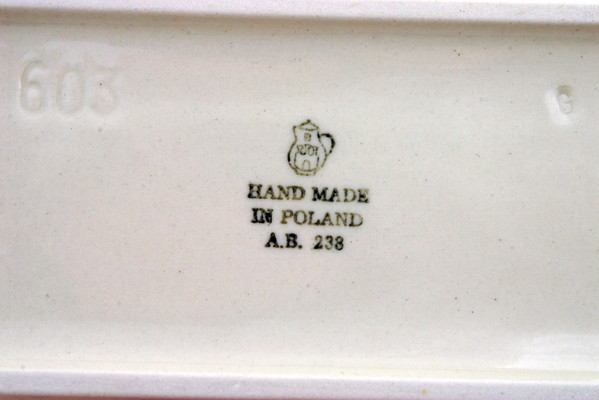 603
G
HAND MADE
IN POLAND
A.B. 238